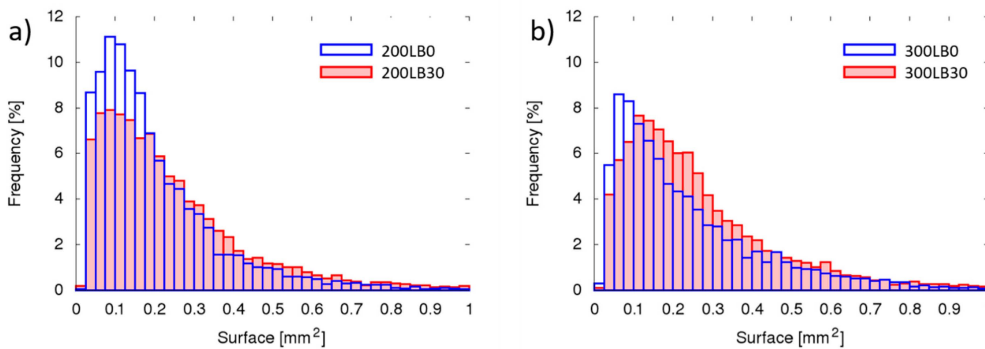 a)
12
10
8
6
4
2
0
Frequency [%]
200LB0
200LB30
0 0.1 0.2 0.3 0.4 0.5 0.6 0.7 0.8 0.9 1
Surface [mm²]
b)
12
10
8
6
4
2
0
Frequency [%]
300LB0
300LB30
0 0.1 0.2 0.3 0.4 0.5 0.6 0.7 0.8 0.9
Surface [mm²]